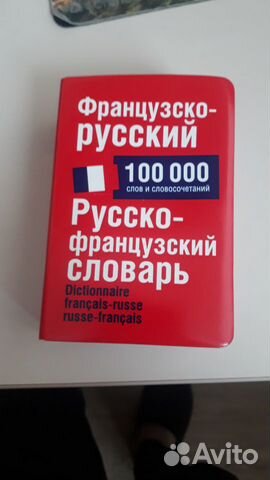 Французско-
русский
100 000
слов и словосочетаний
Русско-
французский
словарь
Dictionnaire
français-russe
russe-français
Avito